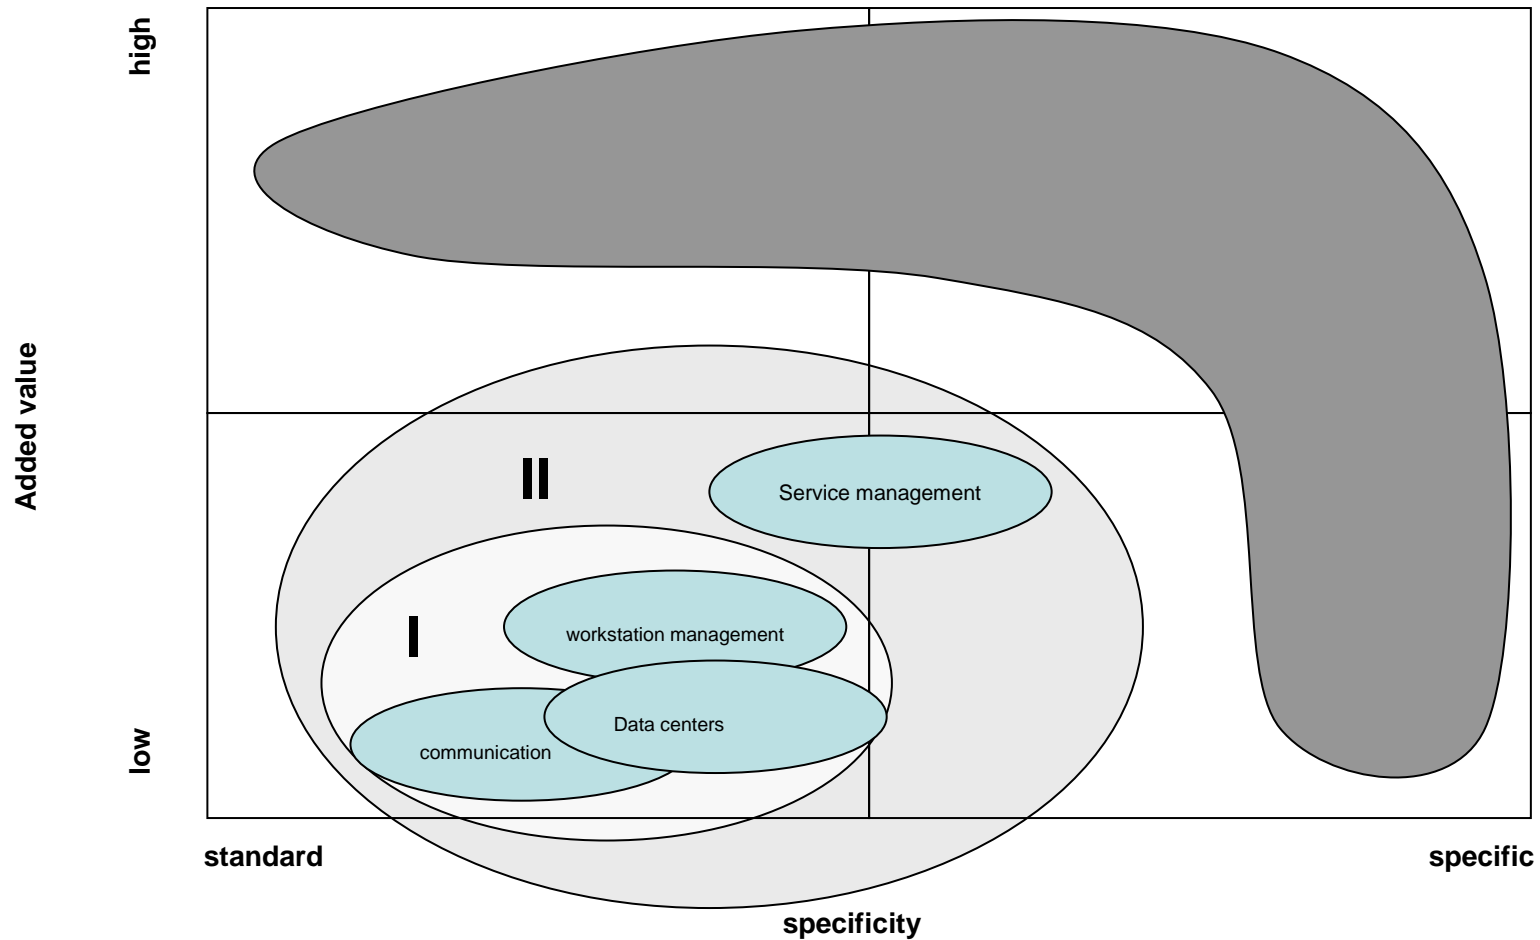 high
Added value
II
Service management
I
workstation management
Data centers
communication
low
standard
specific
specificity